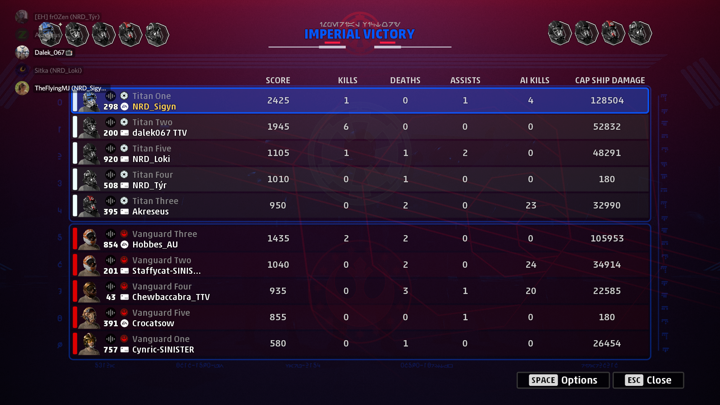 [EH] fr0Zen (NRD_Týr)
IMPERIAL VICTORY
Dalek_067
Sitka (NRD_Loki)
TheFlyingMJ (NRD_Sigy...
SCORE KILLS DEATHS ASSISTS AI KILLS CAP SHIP DAMAGE
Titan One
298 NRD_Sigyn 2425 1 0 1 4 128504
Titan Two
200 dalek067 TTV 1945 6 0 0 0 52832
Titan Five
920 NRD_Loki 1105 1 1 2 0 48291
Titan Four
508 NRD_Týr 1010 0 1 0 0 180
Titan Three
395 Akreseus 950 0 2 0 23 32990
Vanguard Three
854 Hobbes_AU 1435 2 2 0 0 105953
Vanguard Two
201 Staffycat-SINIS... 1040 0 2 0 24 34914
Vanguard Four
43 Chewbaccabra_TTV 935 0 3 1 20 22585
Vanguard Five
391 Crocatsow 855 0 0 1 0 180
Vanguard One
757 Cynric-SINISTER 580 0 1 0 0 26454
SPACE Options ESC Close